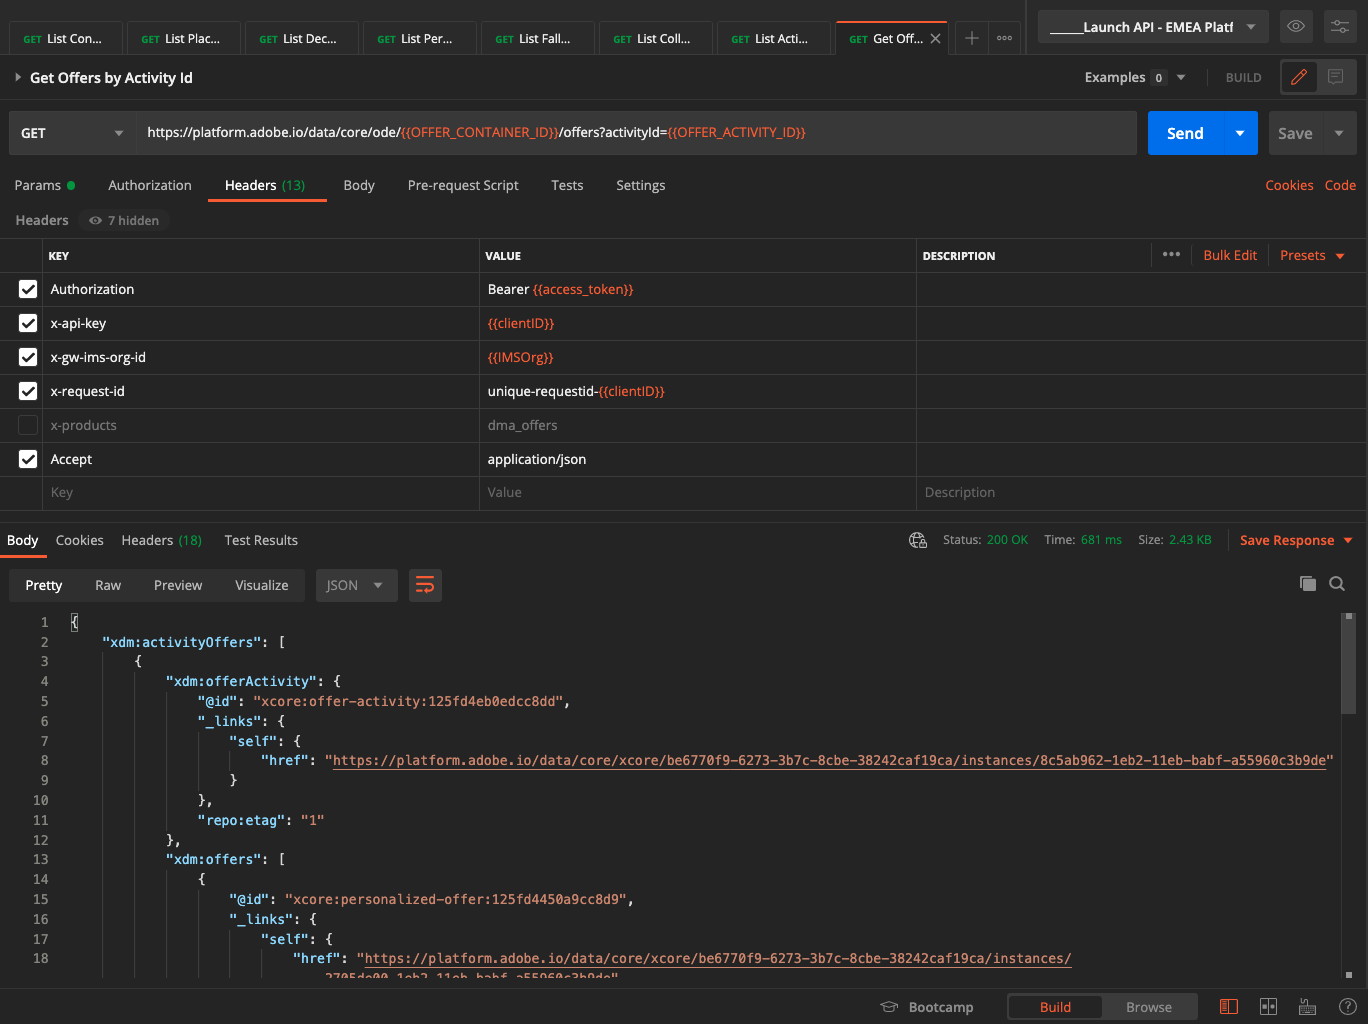 GET List Con... GET List Plac... GET List Dec... GET List Per... GET List Fall... GET List Coll... GET List Acti... GET Get Off... _____Launch API - EMEA Platf
Get Offers by Activity Id Examples 0 BUILD
GET https://platform.adobe.io/data/core/ode/{{OFFER_CONTAINER_ID}}/offers?activityId={{OFFER_ACTIVITY_ID}} Send Save
Params Authorization Headers (13) Body Pre-request Script Tests Settings Cookies Code
Headers 7 hidden
KEY VALUE DESCRIPTION ••• Bulk Edit Presets
Authorization Bearer {{access_token}}
x-api-key {{clientID}}
x-gw-ims-org-id {{IMSOrg}}
x-request-id unique-requestid-{{clientID}}
x-products dma_offers
Accept application/json
Key Value Description
Body Cookies Headers (18) Test Results Status: 200 OK Time: 681 ms Size: 2.43 KB Save Response
Pretty Raw Preview Visualize JSON
1 {
2 "xdm:activityOffers": [
3 {
4 "xdm:offerActivity": {
5 "@id": "xcore:offer-activity:125fd4eb0edcc8dd",
6 "_links": {
7 "self": {
8 "href": "https://platform.adobe.io/data/core/xcore/be6770f9-6273-3b7c-8cbe-38242caf19ca/instances/8c5ab962-1eb2-11eb-babf-a55960c3b9de"
9 }
10 },
11 "repo:etag": "1"
12 },
13 "xdm:offers": [
14 {
15 "@id": "xcore:personalized-offer:125fd4450a9cc8d9",
16 "_links": {
17 "self": {
18 "href": "https://platform.adobe.io/data/core/xcore/be6770f9-6273-3b7c-8cbe-38242caf19ca/instances/
2705de00-1eb2-11eb-babf-a55960c3b9de"
Bootcamp Build Browse